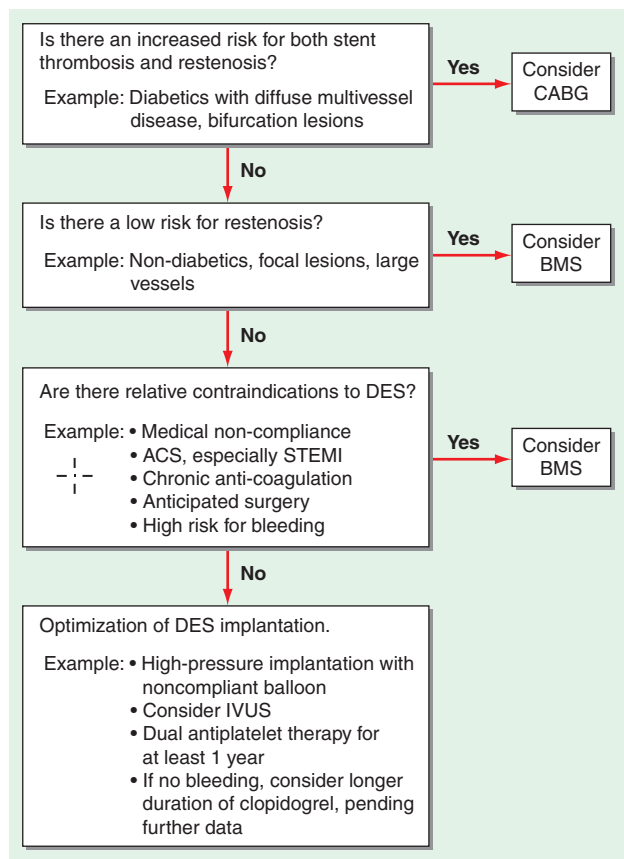 Is there an increased risk for both stent
thrombosis and restenosis?
Example: Diabetics with diffuse multivessel
disease, bifurcation lesions
Yes
Consider
CABG
No
Is there a low risk for restenosis?
Example: Non-diabetics, focal lesions, large
vessels
Yes
Consider
BMS
No
Are there relative contraindications to DES?
Example: • Medical non-compliance
• ACS, especially STEMI
• Chronic anti-coagulation
• Anticipated surgery
• High risk for bleeding
Yes
Consider
BMS
No
Optimization of DES implantation.
Example: • High-pressure implantation with
noncompliant balloon
• Consider IVUS
• Dual antiplatelet therapy for
at least 1 year
• If no bleeding, consider longer
duration of clopidogrel, pending
further data